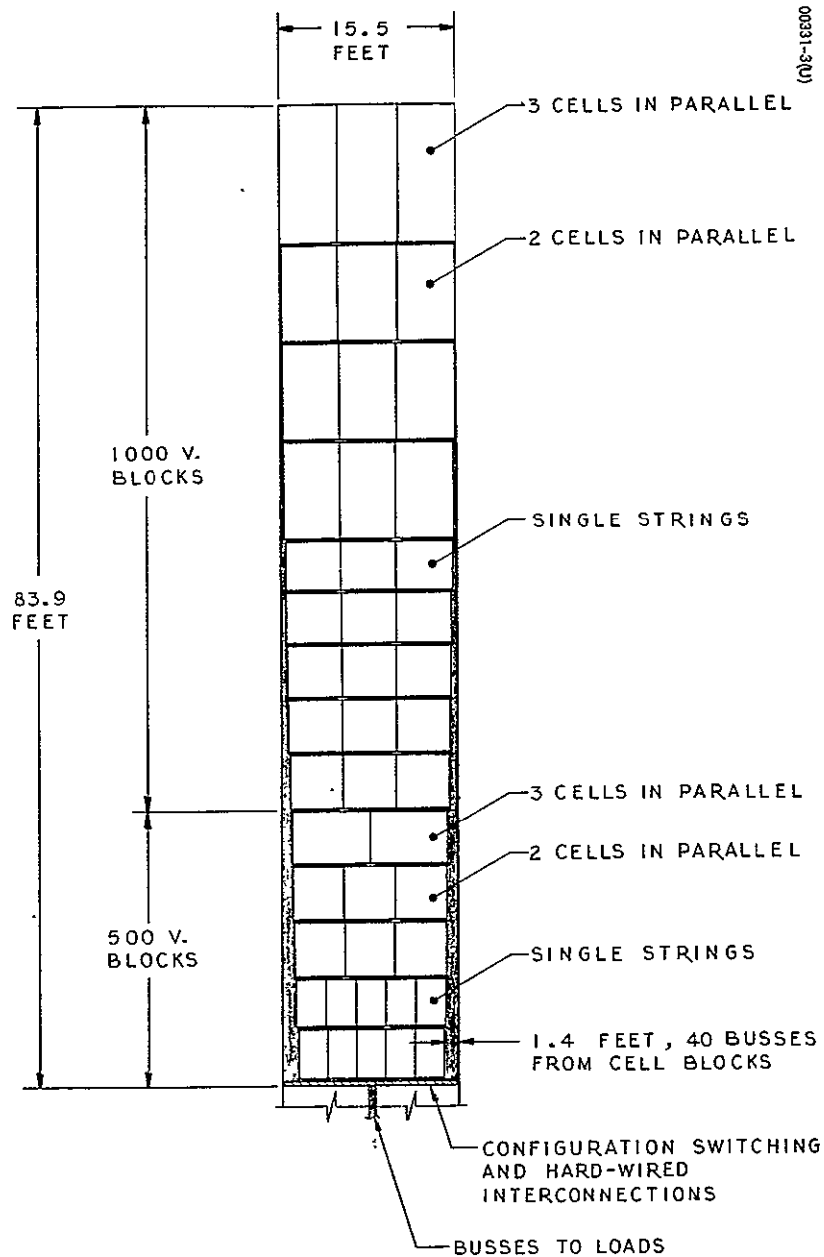 00331-3(U)
15.5
FEET
3 CELLS IN PARALLEL
2 CELLS IN PARALLEL
1000 V.
BLOCKS
SINGLE STRINGS
83.9
FEET
3 CELLS IN PARALLEL
2 CELLS IN PARALLEL
500 V.
BLOCKS
SINGLE STRINGS
1.4 FEET, 40 BUSSES
FROM CELL BLOCKS
CONFIGURATION SWITCHING
AND HARD-WIRED
INTERCONNECTIONS
BUSSES TO LOADS